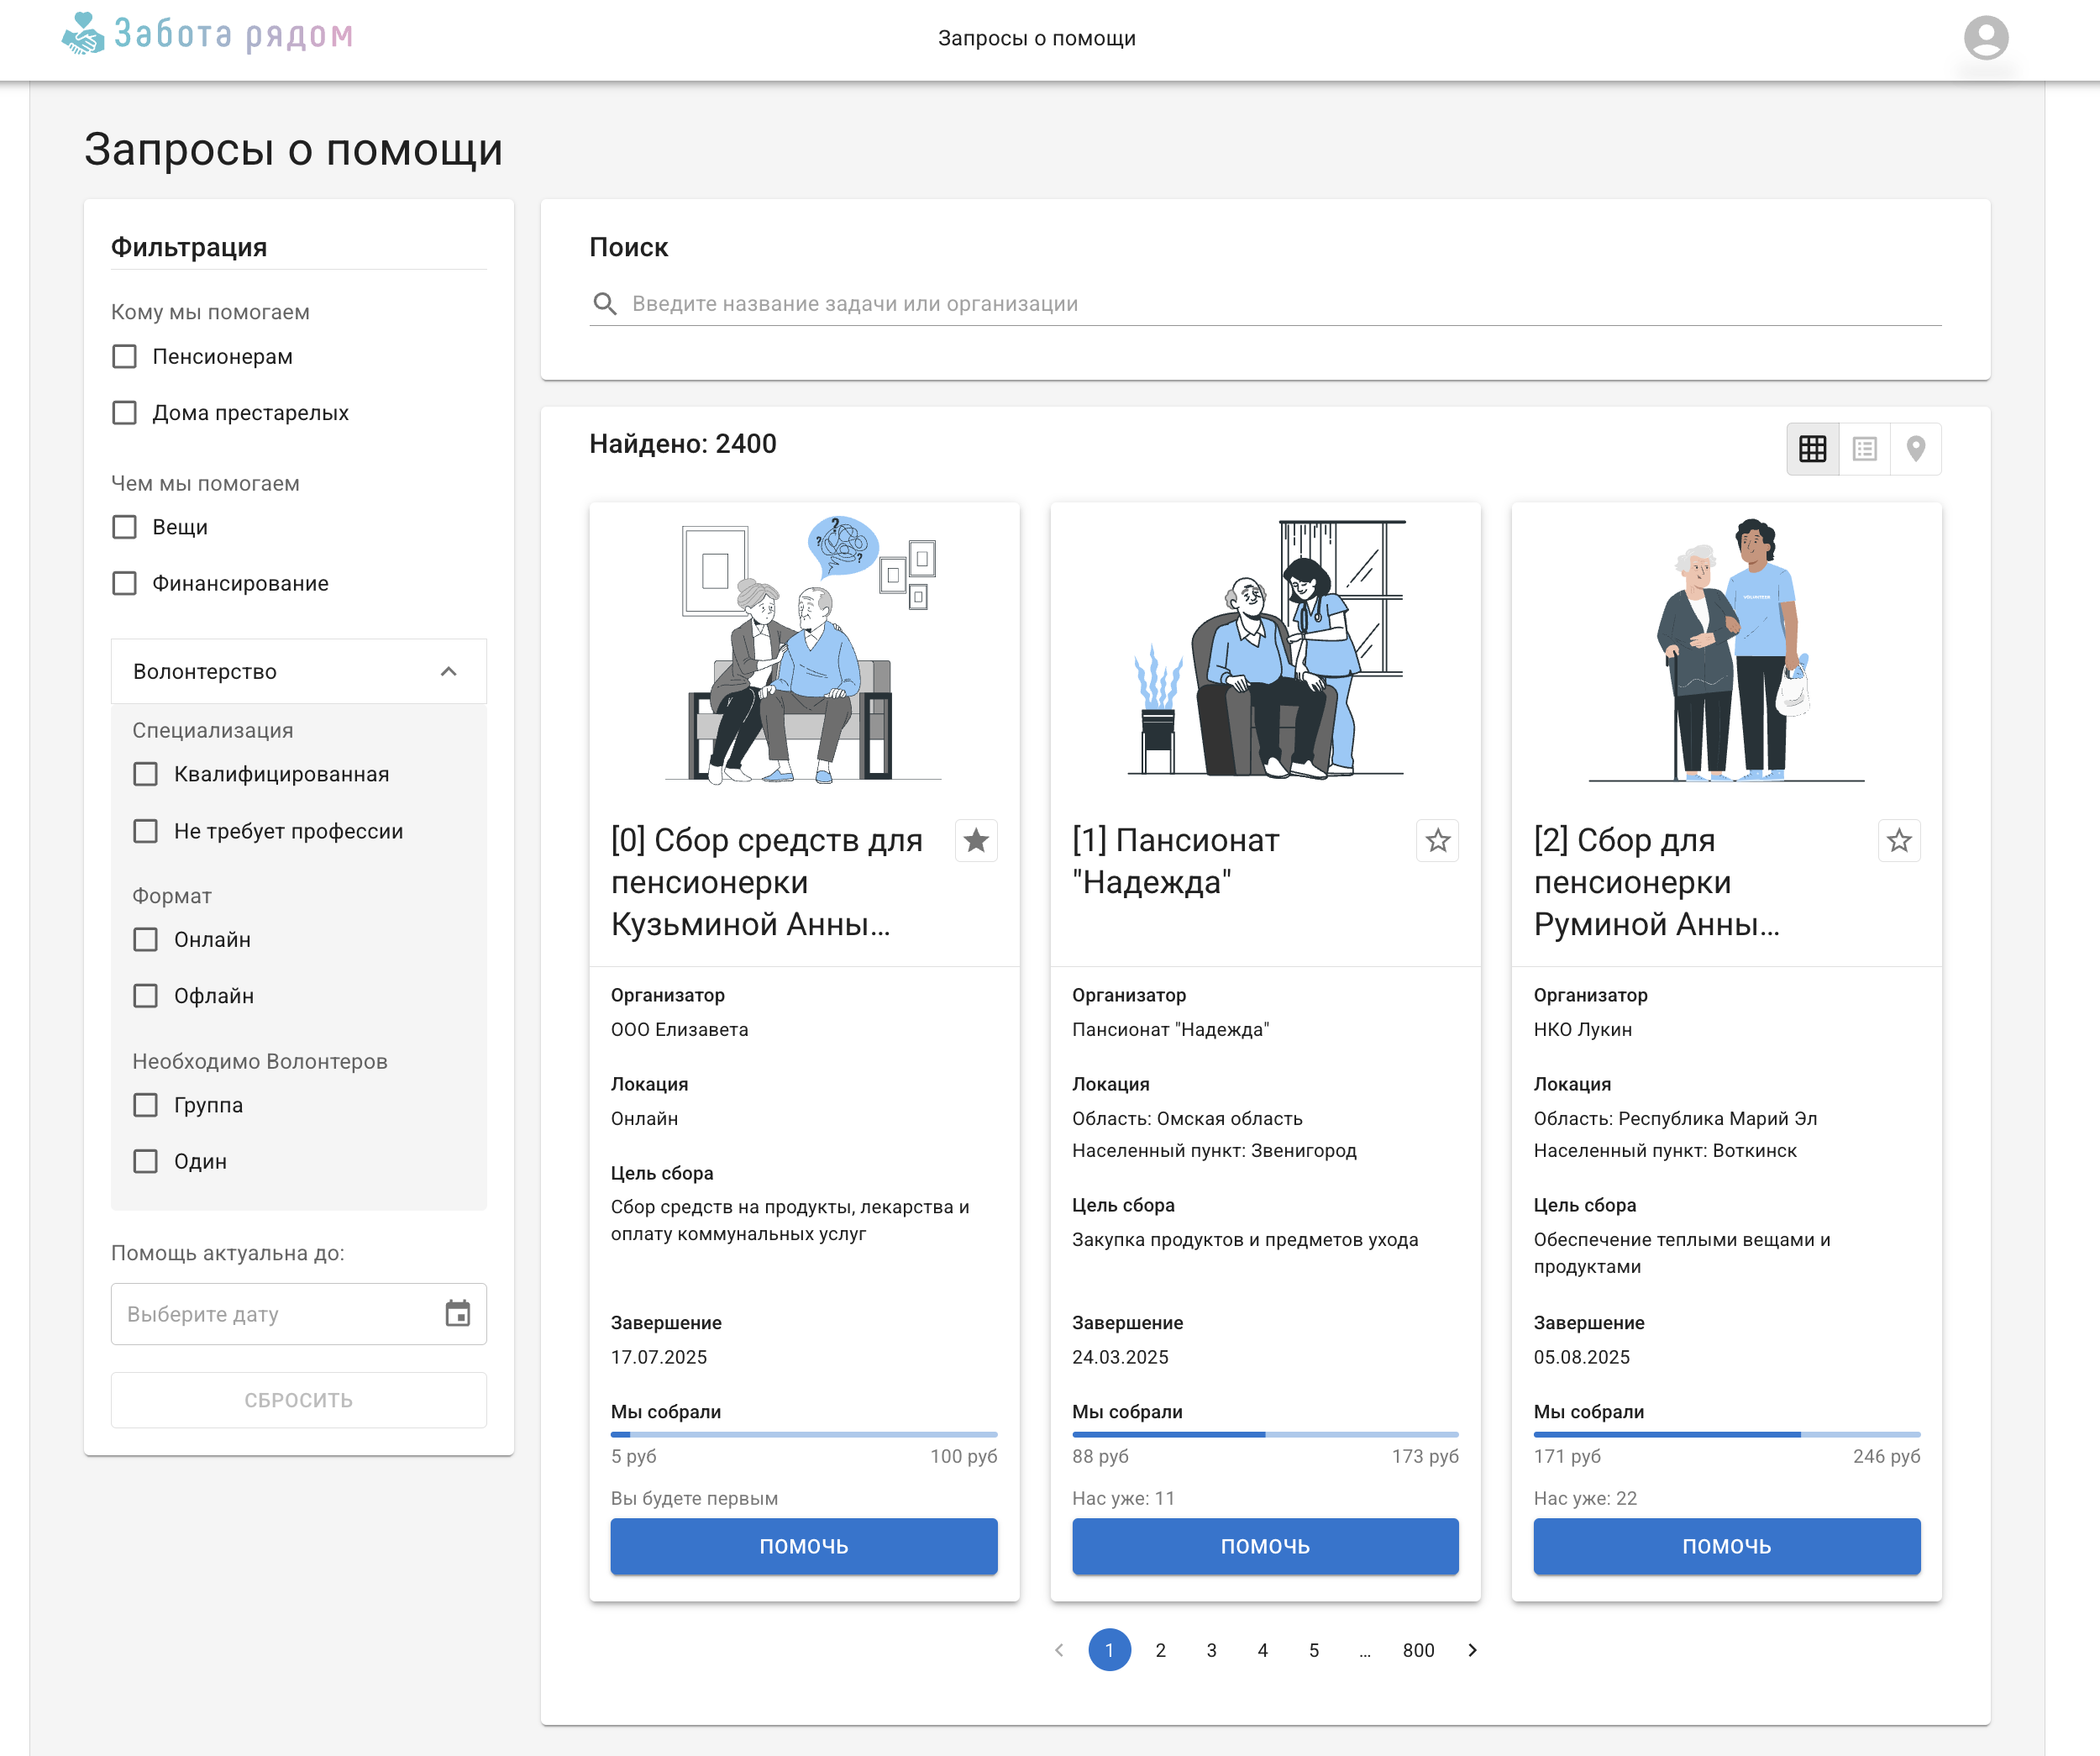 Забота рядом
Запросы о помощи
Запросы о помощи
Фильтрация
Кому мы помогаем
Пенсионерам
Дома престарелых
Чем мы помогаем
Вещи
Финансирование
Волонтерство
Специализация
Квалифицированная
Не требует профессии
Формат
Онлайн
Офлайн
Необходимо Волонтеров
Группа
Один
Помощь актуальна до:
Выберите дату
СБРОСИТЬ
Поиск
Введите название задачи или организации
Найдено: 2400
[0] Сбор средств для
пенсионерки
Кузьминой Анны...
Организатор
ООО Елизавета
Локация
Онлайн
Цель сбора
Сбор средств на продукты, лекарства и
оплату коммунальных услуг
Завершение
17.07.2025
Мы собрали
5 руб 100 руб
Вы будете первым
ПОМОЧЬ
[1] Пансионат
"Надежда"
Организатор
Пансионат "Надежда"
Локация
Область: Омская область
Населенный пункт: Звенигород
Цель сбора
Закупка продуктов и предметов ухода
Завершение
24.03.2025
Мы собрали
88 руб 173 руб
Нас уже: 11
ПОМОЧЬ
VOLUNTEER
[2] Сбор для
пенсионерки
Руминой Анны...
Организатор
НКО Лукин
Локация
Область: Республика Марий Эл
Населенный пункт: Воткинск
Цель сбора
Обеспечение теплыми вещами и
продуктами
Завершение
05.08.2025
Мы собрали
171 руб 246 руб
Нас уже: 22
ПОМОЧЬ
1 2 3 4 5 ... 800